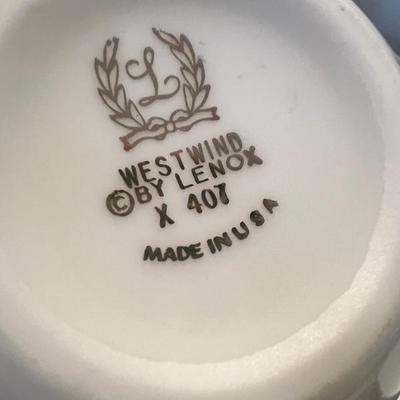 L
WESTWIND
© BY LENOX
X 407
MADE IN USA